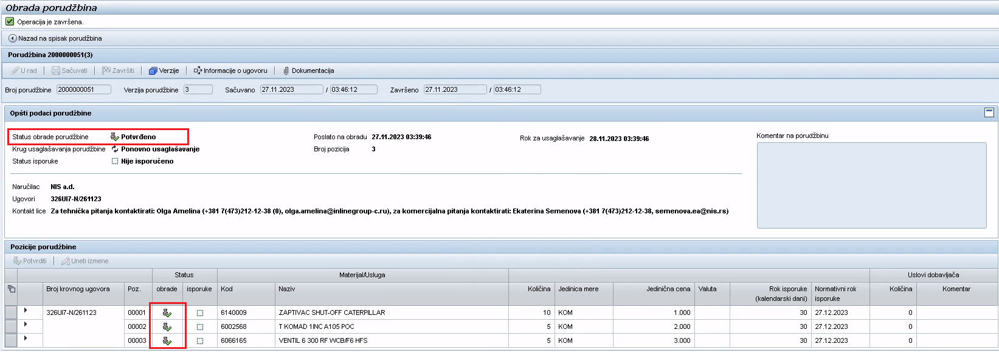 Obrada porudžbina
Operacija je završena.
Nazad na spisak porudžbina
Porudžbina 2000000051(3)
U rad Sačuvati Završiti Verzije Informacije o ugovoru Dokumentacija
Broj porudžbine 2000000051 Verzija porudžbine 3 Sačuvano 27.11.2023 / 03:46:12 Završeno 27.11.2023 / 03:46:12
Opšti podaci porudžbine
Status obrade porudžbine Potvrđeno Poslato na obradu 27.11.2023 03:39:46 Rok za usaglašavanje 28.11.2023 03:39:46 Komentar na porudžbinu
Krug usaglašavanja porudžbine Ponovno usaglašavanje Broj pozicija 3
Status isporuke Nije isporučeno
Naručilac NIS a.d.
Ugovori 326UI7-N/261123
Kontakt lice Za tehnička pitanja kontaktirati: Olga Amelina (+381 7(473)212-12-38 (0), olga.amelina@inlinegroup-c.ru), za komercijalna pitanja kontaktirati: Ekaterina Semenova (+381 7(473)212-12-38, semenova.ea@nis.rs)
Pozicije porudžbine
Potvrditi Uneti izmene
Status Materijal/Usluga Uslovi dobavljača
Broj krovnog ugovora Poz. obrade isporuke Kod Naziv Količina Jedinica mere Jedinična cena Valuta Rok isporuke Normativni rok Količina Komentar
(kalendarski dani) isporuke
326UI7-N/261123 00001 6140009 ZAPTIVAC SHUT-OFF CATERPILLAR 10 KOM 1.000 30 27.12.2023 0
00002 6002568 T KOMAD 1INC A105 POC 5 KOM 2.000 30 27.12.2023 0
00003 6066165 VENTIL 6 300 RF WCB/F6 HFS 5 KOM 3.000 30 27.12.2023 0